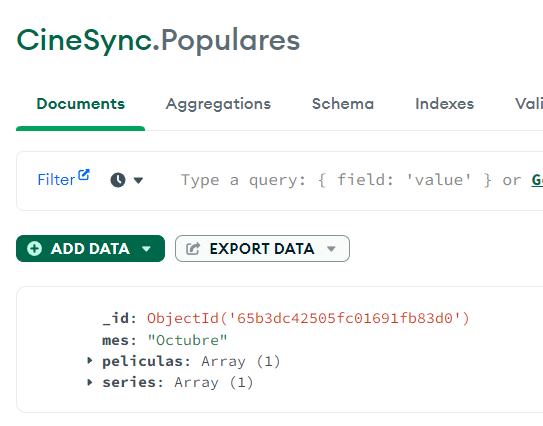 CineSync.Populares
Documents Aggregations Schema Indexes Vali
Filter Type a query: { field: 'value' } or G
ADD DATA EXPORT DATA
_id: ObjectId('65b3dc42505fc01691fb83d0')
mes: "Octubre"
peliculas: Array (1)
series: Array (1)